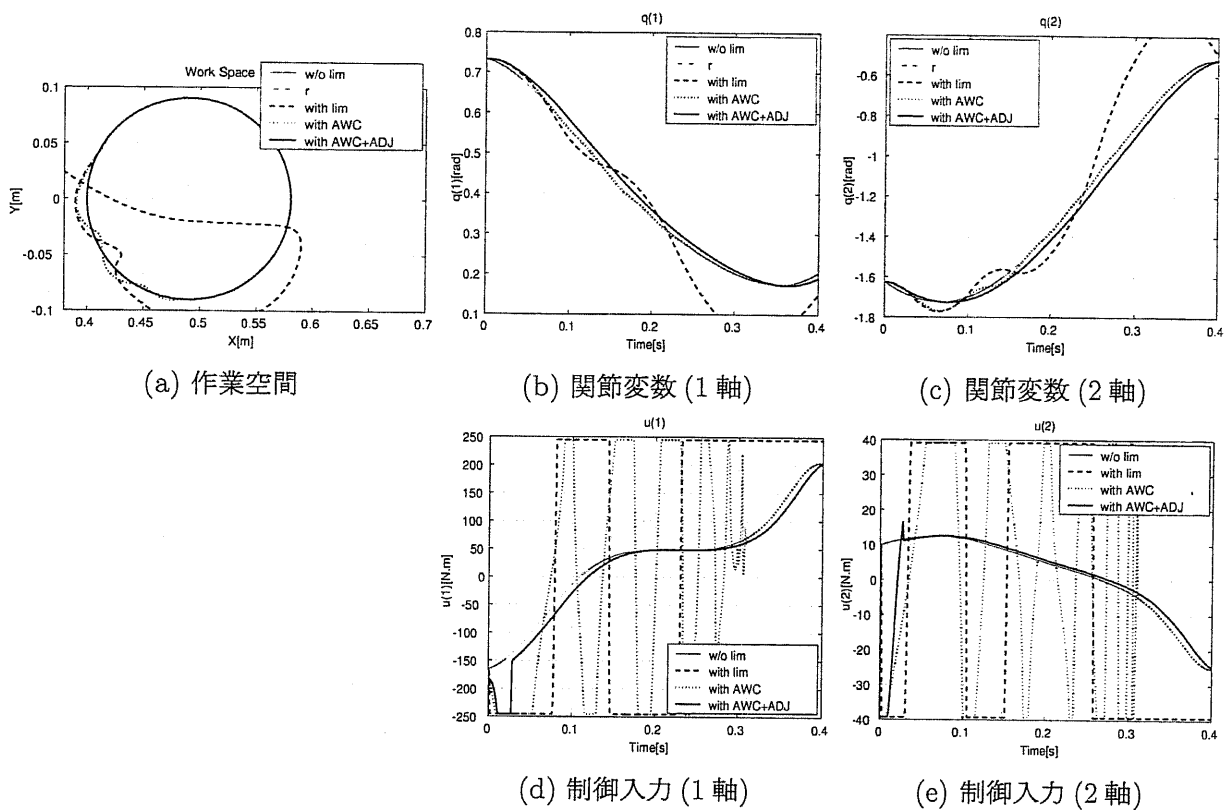 Work Space
w/o lim
r
with lim
with AWC
with AWC+ADJ
0.1
0.05
0
-0.05
-0.1
Y[m]
0.4 0.45 0.5 0.55 0.6 0.65 0.7
X[m]
(a) 作業空間
q(1)
w/o lim
r
with lim
with AWC
with AWC+ADJ
0.8
0.7
0.6
0.5
0.4
0.3
0.2
0.1
q(1)[rad]
0 0.1 0.2 0.3 0.4
Time[s]
(b) 関節変数 (1 軸)
q(2)
w/o lim
r
with lim
with AWC
with AWC+ADJ
-0.6
-0.8
-1
-1.2
-1.4
-1.6
-1.8
q(2)[rad]
0 0.1 0.2 0.3 0.4
Time[s]
(c) 関節変数 (2 軸)
u(1)
250
200
150
100
50
0
-50
-100
-150
-200
-250
u(1)[N.m]
w/o lim
with lim
with AWC
with AWC+ADJ
0 0.1 0.2 0.3 0.4
Time[s]
(d) 制御入力 (1 軸)
u(2)
w/o lim
with lim
with AWC
with AWC+ADJ
40
30
20
10
0
-10
-20
-30
-40
u(2)[N.m]
0 0.1 0.2 0.3 0.4
Time[s]
(e) 制御入力 (2 軸)